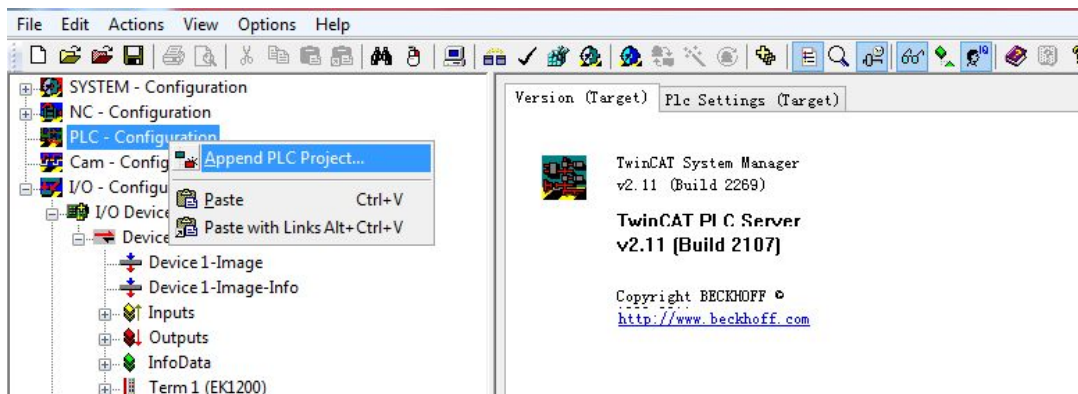 File Edit Actions View Options Help
SYSTEM - Configuration
NC - Configuration
PLC - Configuration
Cam - Config
I/O - Configu
I/O Device
Device
Device 1-Image
Device 1-Image-Info
Inputs
Outputs
InfoData
Term 1 (EK1200)
Append PLC Project...
Paste Ctrl+V
Paste with Links Alt+Ctrl+V
Version (Target) Plc Settings (Target)
TwinCAT System Manager
v2.11 (Build 2269)
TwinCAT PLC Server
v2.11 (Build 2107)
Copyright BECKHOFF ©
http://www.beckhoff.com